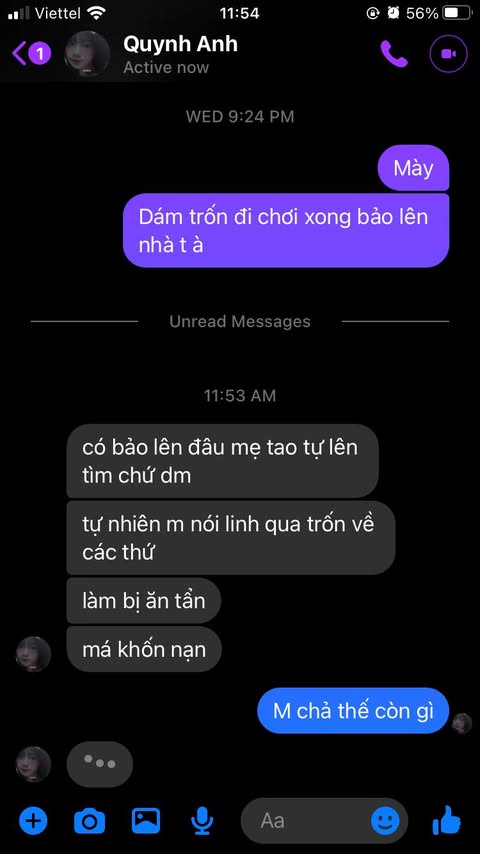 Viettel 11:54 56%
1 Quynh Anh
Active now
WED 9:24 PM
Mày
Dám trốn đi chơi xong bảo lên
nhà t à
Unread Messages
11:53 AM
có bảo lên đâu mẹ tao tự lên
tìm chứ dm
tự nhiên m nói linh qua trốn về
các thứ
làm bị ăn tẩn
má khốn nạn
M chả thế còn gì
Aa